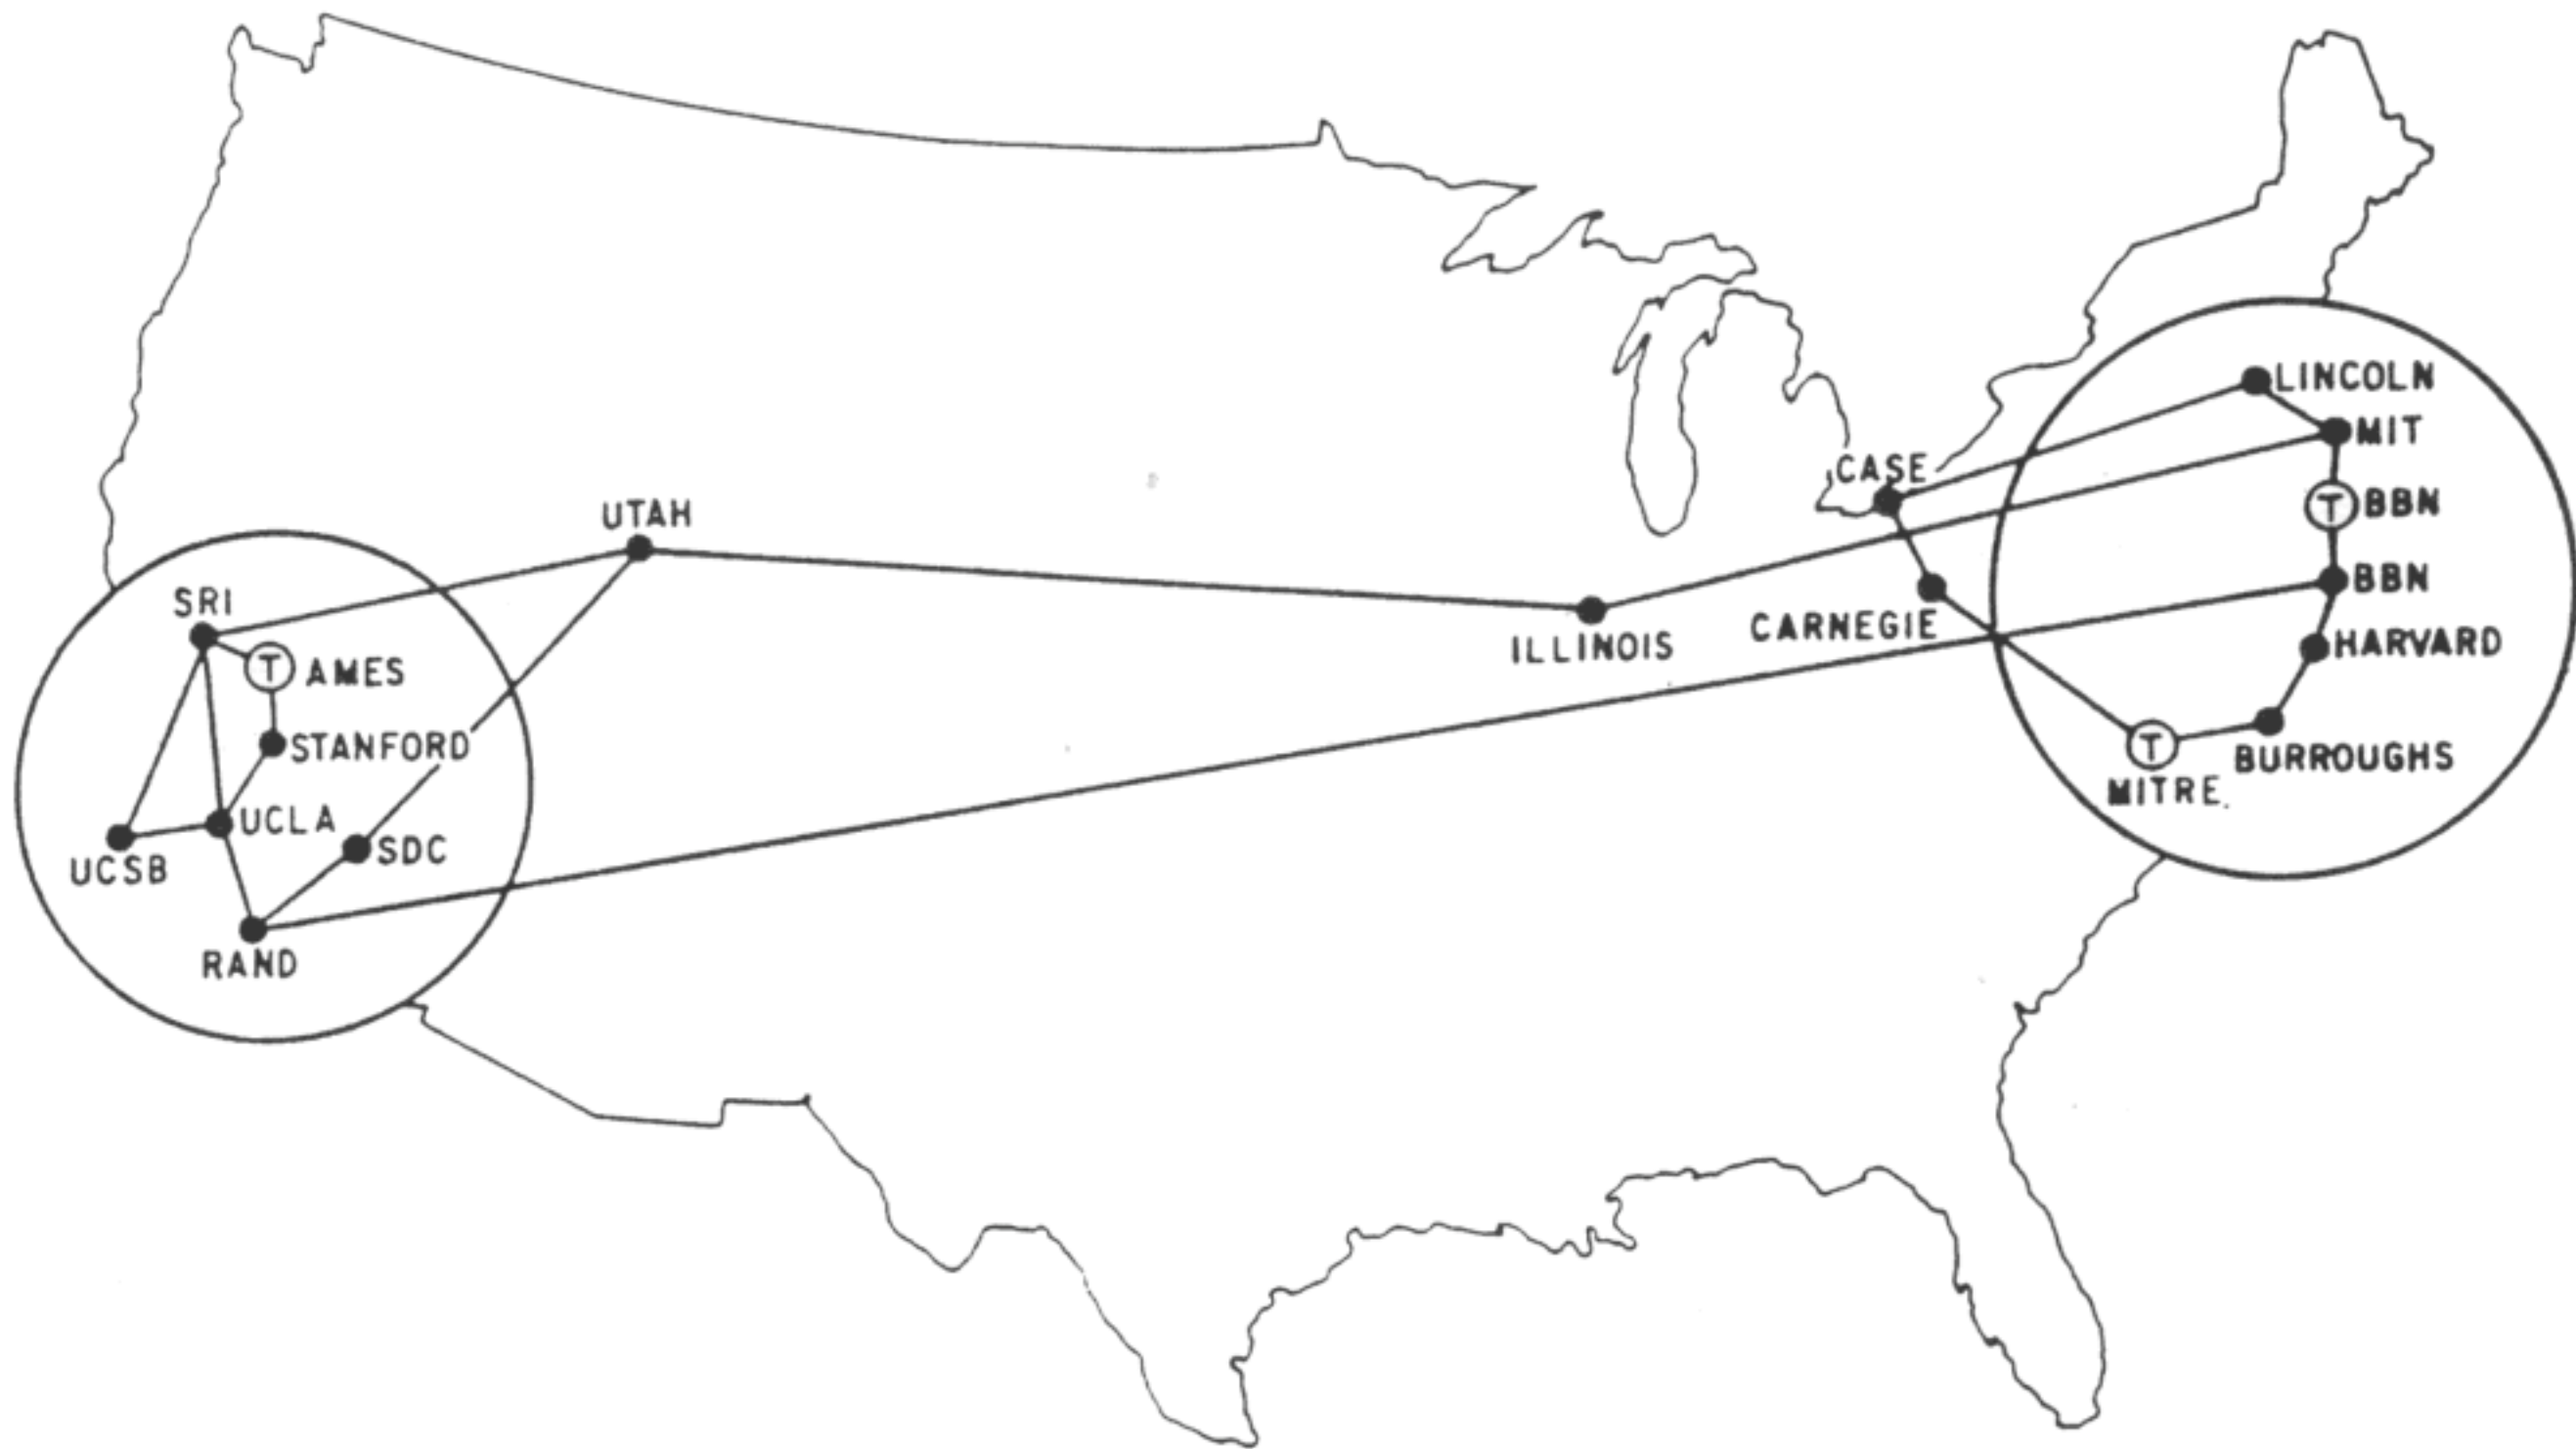 LINCOLN
MIT
CASE
T BBN
UTAH
BBN
SRI
CARNEGIE
HARVARD
ILLINOIS
T AMES
STANFORD
T
BURROUGHS
MITRE.
UCLA
SDC
UCSB
RAND